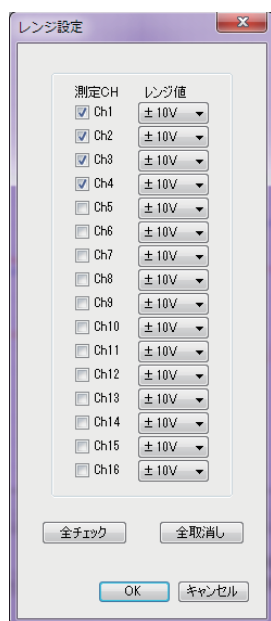 レンジ設定
測定CH レンジ値
Ch1 ± 10V
Ch2 ± 10V
Ch3 ± 10V
Ch4 ± 10V
Ch5 ± 10V
Ch6 ± 10V
Ch7 ± 10V
Ch8 ± 10V
Ch9 ± 10V
Ch10 ± 10V
Ch11 ± 10V
Ch12 ± 10V
Ch13 ± 10V
Ch14 ± 10V
Ch15 ± 10V
Ch16 ± 10V
全チェック 全取消し
OK キャンセル